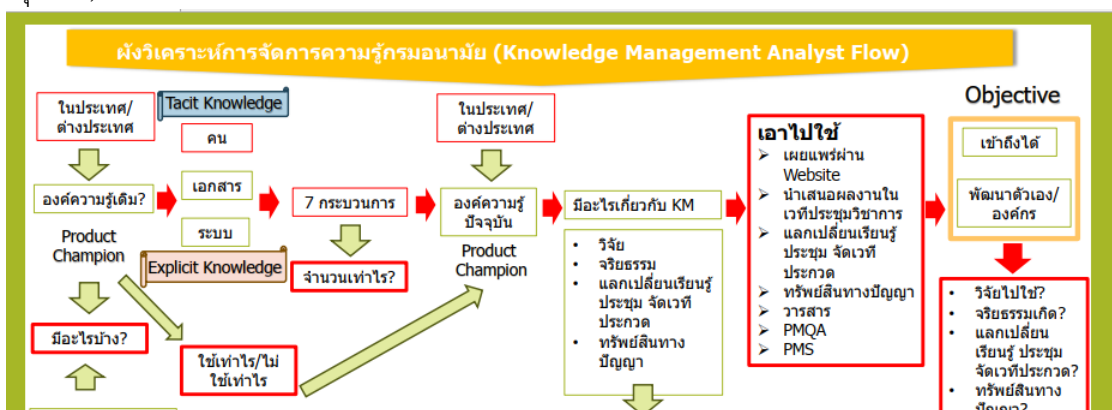 ผังวิเคราะห์การจัดการความรู้กรมอนามัย (Knowledge Management Analyst Flow)
ในประเทศ/
ต่างประเทศ
Tacit Knowledge
คน
องค์ความรู้เดิม?
เอกสาร
ระบบ
Product
Champion
Explicit Knowledge
7 กระบวนการ
จำนวนเท่าไร?
มีอะไรบ้าง?
ใช้เท่าไร/ไม่
ใช้เท่าไร
ในประเทศ/
ต่างประเทศ
องค์ความรู้
ปัจจุบัน
Product
Champion
มีอะไรเกี่ยวกับ KM
• วิจัย
• จริยธรรม
• แลกเปลี่ยนเรียนรู้
ประชุม จัดเวที
ประกวด
• ทรัพย์สินทาง
ปัญญา
เอาไปใช้
➢ เผยแพร่ผ่าน
Website
➢ นำเสนอผลงานใน
เวทีประชุมวิชาการ
➢ แลกเปลี่ยนเรียนรู้
ประชุม จัดเวที
ประกวด
➢ ทรัพย์สินทางปัญญา
➢ วารสาร
➢ PMQA
➢ PMS
Objective
เข้าถึงได้
พัฒนาตัวเอง/
องค์กร
• วิจัยไปใช้?
• จริยธรรมเกิด?
• แลกเปลี่ยน
เรียนรู้ ประชุม
จัดเวทีประกวด?
• ทรัพย์สินทาง
ปัญญา?